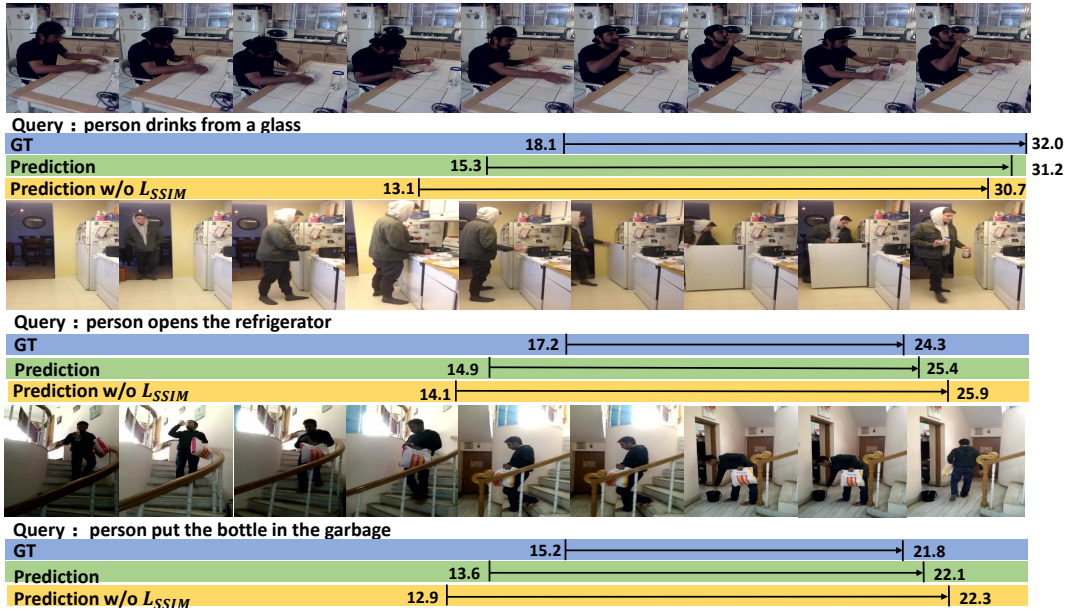 Query : person drinks from a glass
GT 18.1 32.0
Prediction 15.3 31.2
Prediction w/o L_SSIM 13.1 30.7
Query : person opens the refrigerator
GT 17.2 24.3
Prediction 14.9 25.4
Prediction w/o L_SSIM 14.1 25.9
Query : person put the bottle in the garbage
GT 15.2 21.8
Prediction 13.6 22.1
Prediction w/o L_SSIM 12.9 22.3